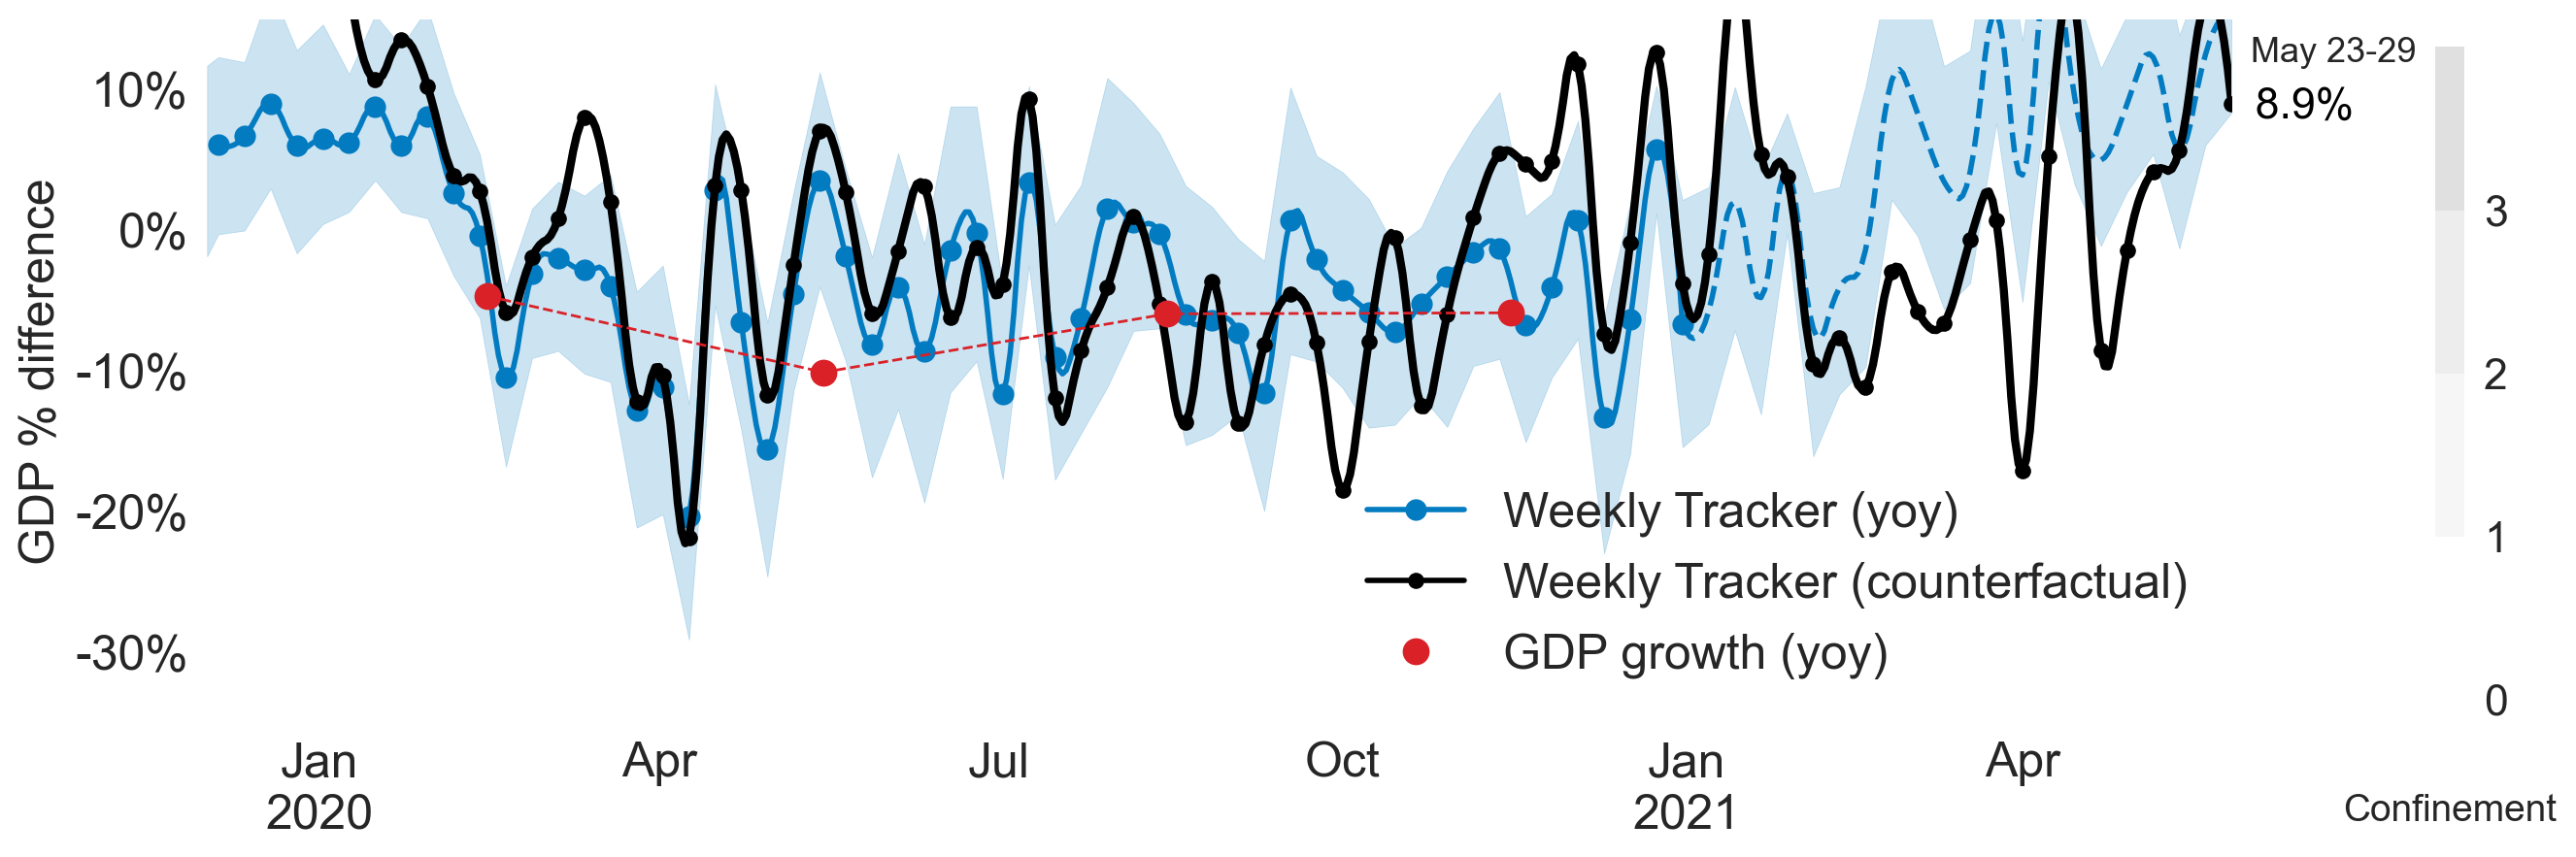 May 23-29
8.9%
10%
0%
-10%
-20%
-30%
GDP % difference
3
2
1
0
Weekly Tracker (yoy)
Weekly Tracker (counterfactual)
GDP growth (yoy)
Jan Apr Jul Oct Jan Apr
2020 2021
Confinement